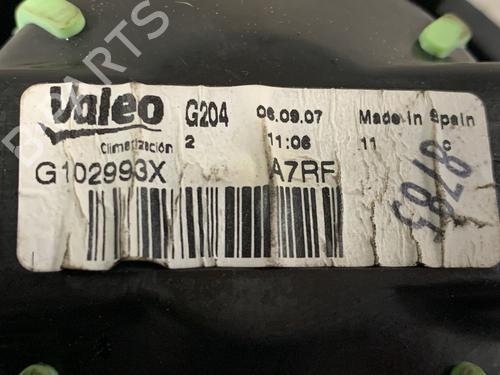 Valeo G204 06.09.07 Made in Spain
Climatización 2 11:06 11 c
G102993X A7RF